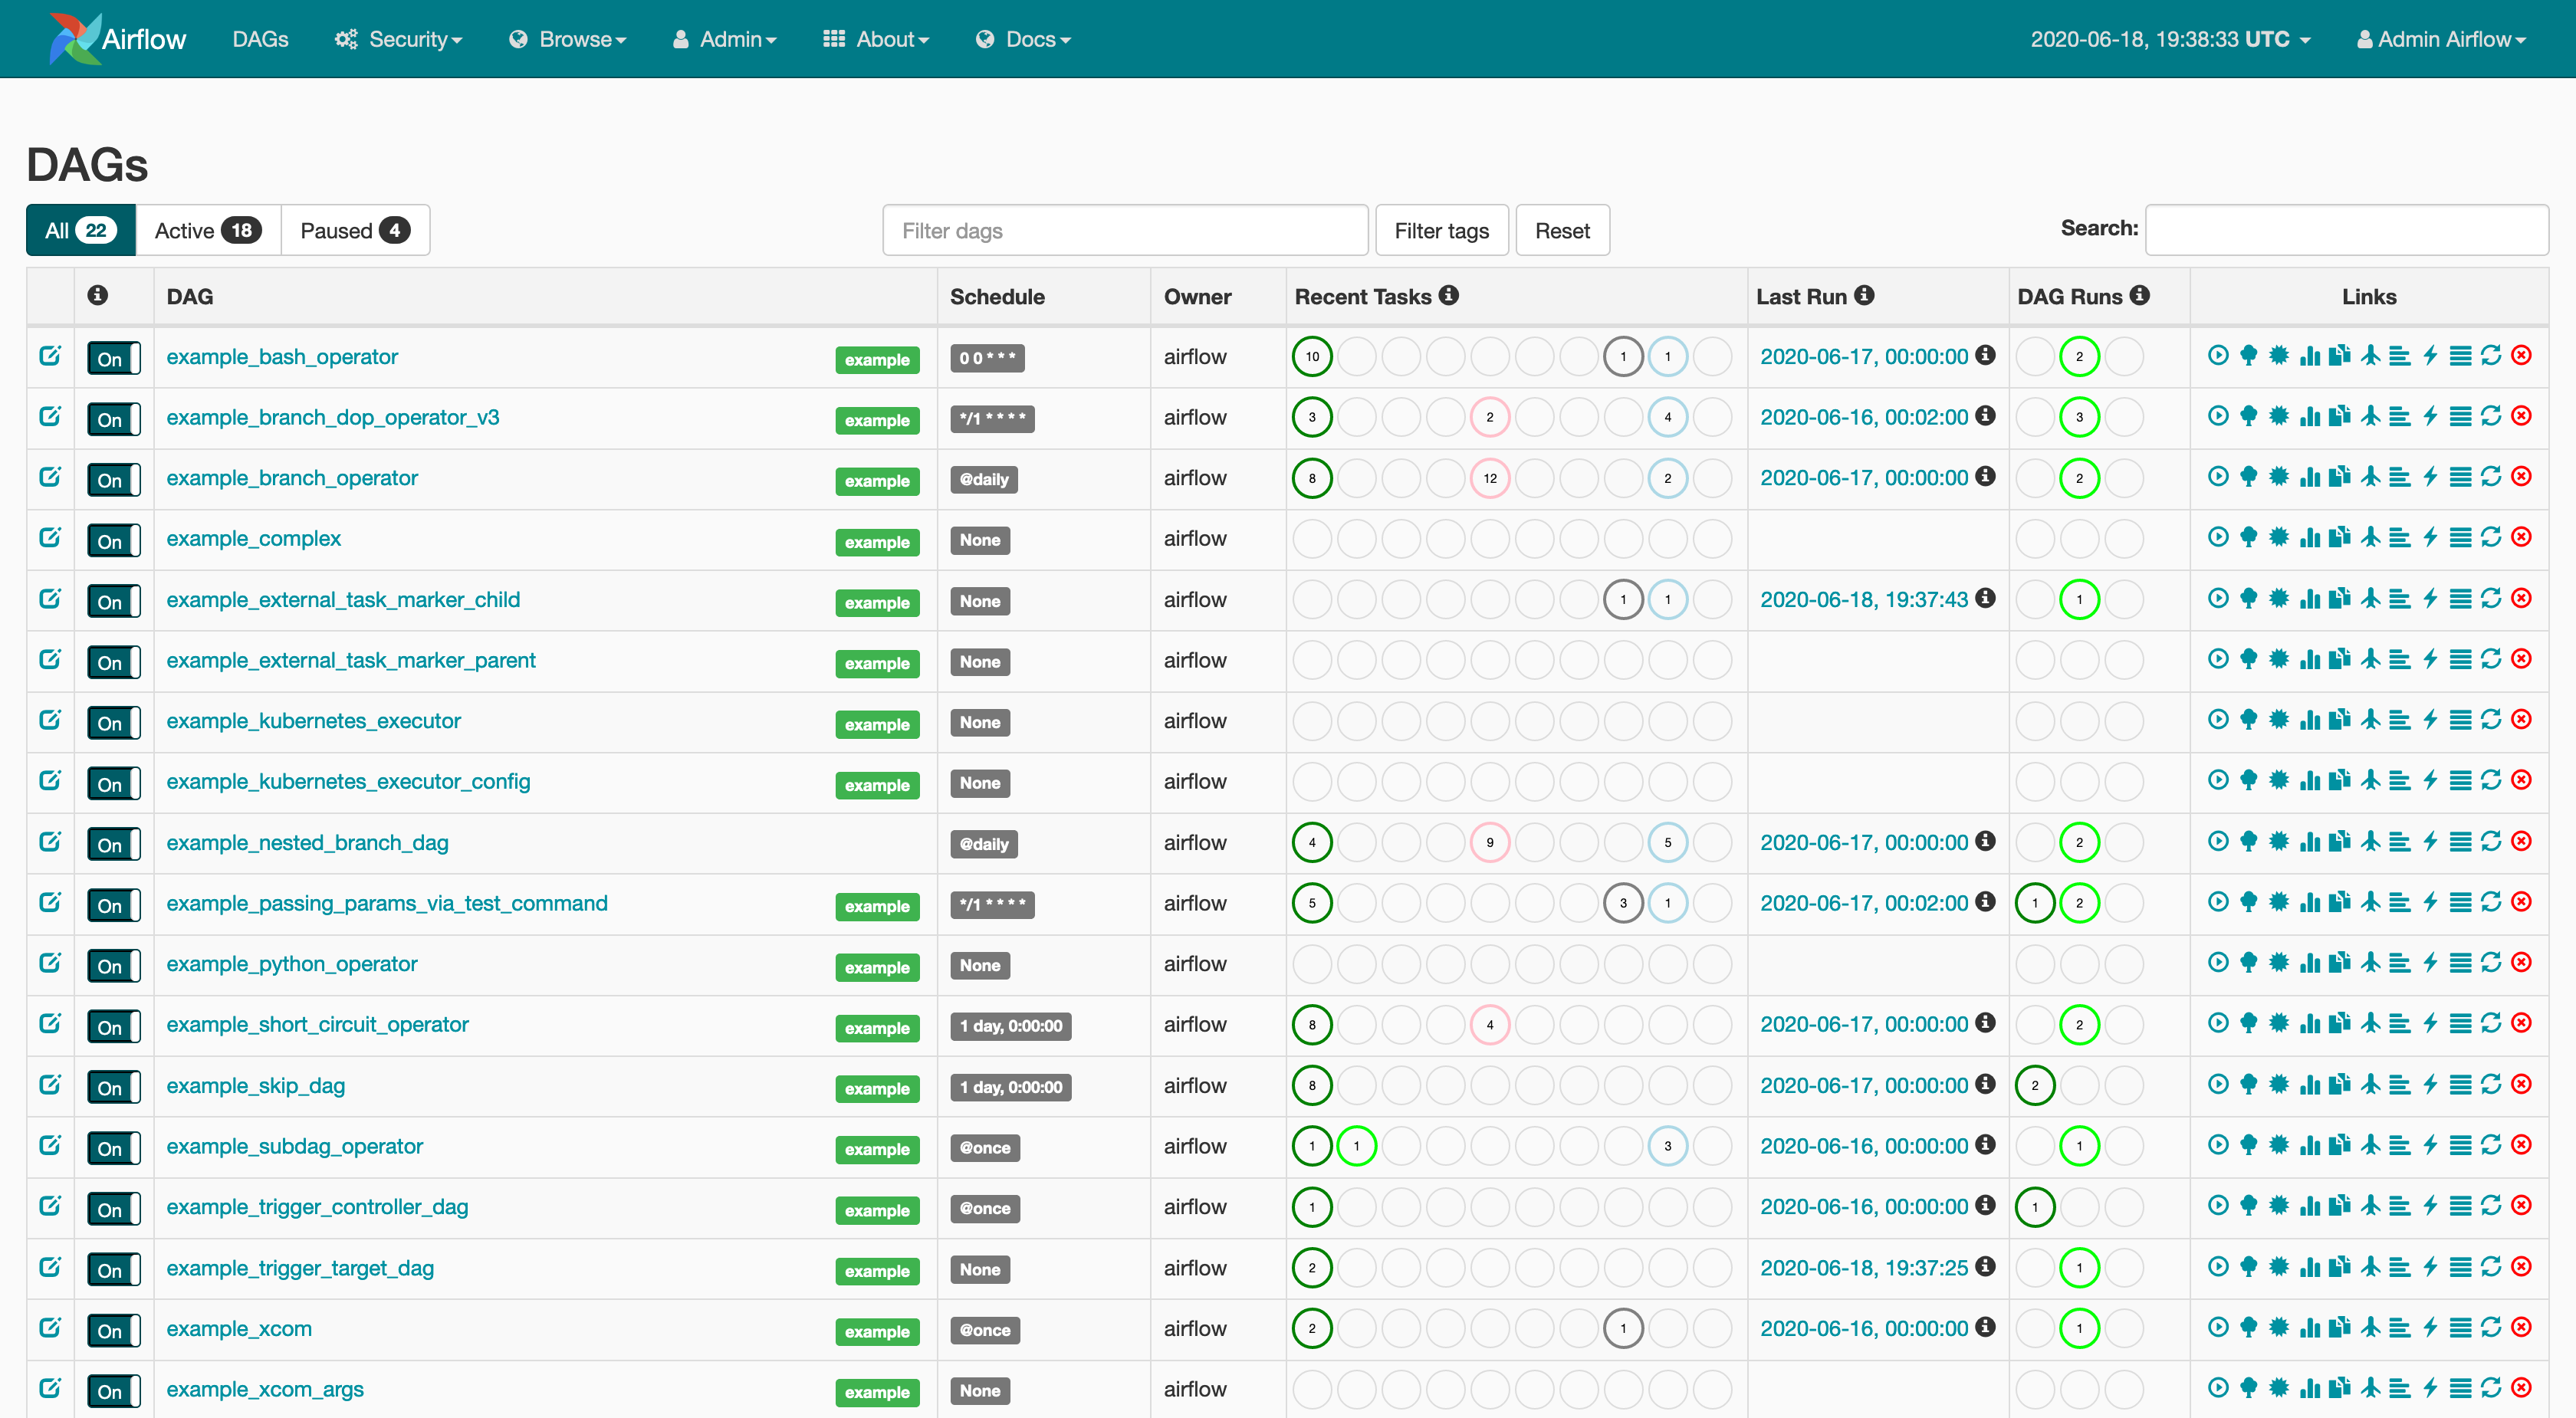 Airflow DAGs Security Browse Admin About Docs 2020-06-18, 19:38:33 UTC Admin Airflow
DAGs
All 22 Active 18 Paused 4 Filter dags Filter tags Reset Search:
DAG Schedule Owner Recent Tasks Last Run DAG Runs Links
On example_bash_operator example 0 0 * * * airflow 10 1 1 2020-06-17, 00:00:00 2
On example_branch_dop_operator_v3 example */1 * * * * airflow 3 2 4 2020-06-16, 00:02:00 3
On example_branch_operator example @daily airflow 8 12 2 2020-06-17, 00:00:00 2
On example_complex example None airflow
On example_external_task_marker_child example None airflow 1 1 2020-06-18, 19:37:43 1
On example_external_task_marker_parent example None airflow
On example_kubernetes_executor example None airflow
On example_kubernetes_executor_config example None airflow
On example_nested_branch_dag example @daily airflow 4 9 5 2020-06-17, 00:00:00 2
On example_passing_params_via_test_command example */1 * * * * airflow 5 3 1 2020-06-17, 00:02:00 1 2
On example_python_operator example None airflow
On example_short_circuit_operator example 1 day, 0:00:00 airflow 8 4 2020-06-17, 00:00:00 2
On example_skip_dag example 1 day, 0:00:00 airflow 8 2020-06-17, 00:00:00 2
On example_subdag_operator example @once airflow 1 1 3 2020-06-16, 00:00:00 1
On example_trigger_controller_dag example @once airflow 1 2020-06-16, 00:00:00 1
On example_trigger_target_dag example None airflow 2 2020-06-18, 19:37:25 1
On example_xcom example @once airflow 2 1 2020-06-16, 00:00:00 1
On example_xcom_args example None airflow